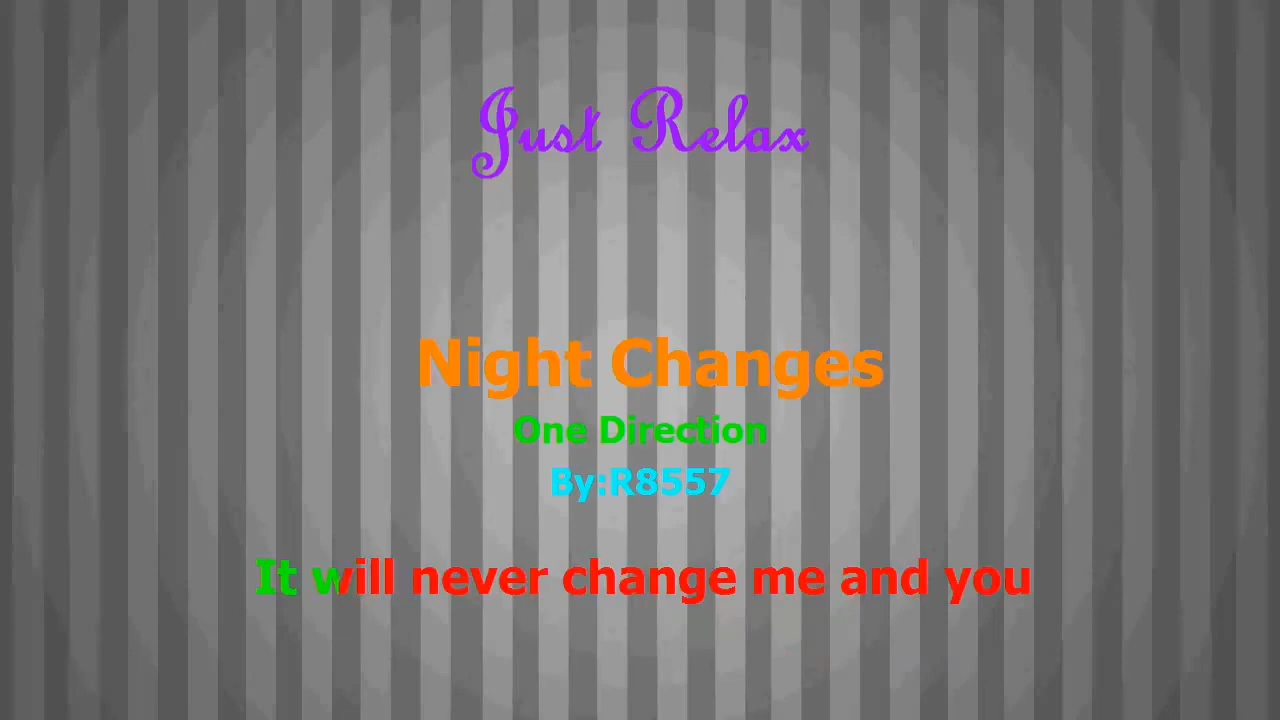 Just Relax
Night Changes
One Direction
By:R8557
It will never change me and you